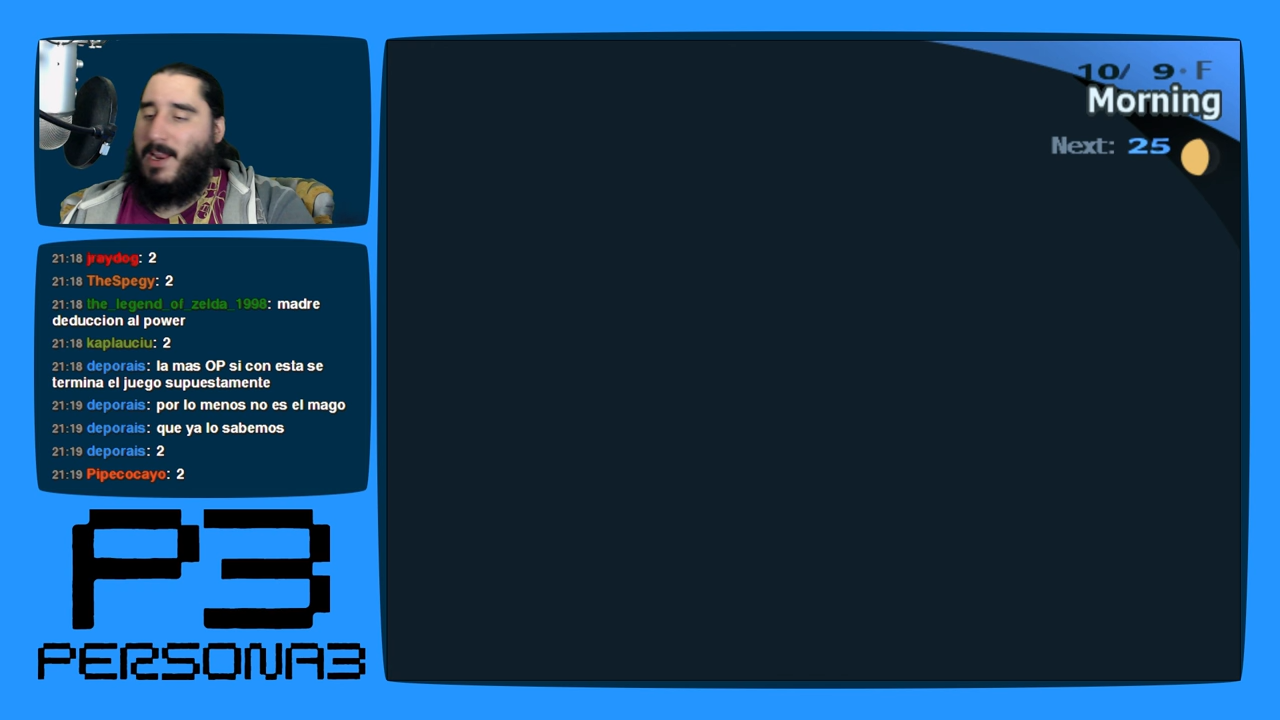 10/ 9・F
Morning
Next: 25
21:18 jraydog: 2
21:18 TheSpegy: 2
21:18 the_legend_of_zelda_1998: madre
deduccion al power
21:18 kaplauciu: 2
21:18 deporais: la mas OP si con esta se
termina el juego supuestamente
21:19 deporais: por lo menos no es el mago
21:19 deporais: que ya lo sabemos
21:19 deporais: 2
21:19 Pipecocayo: 2
P3
PERSONA3